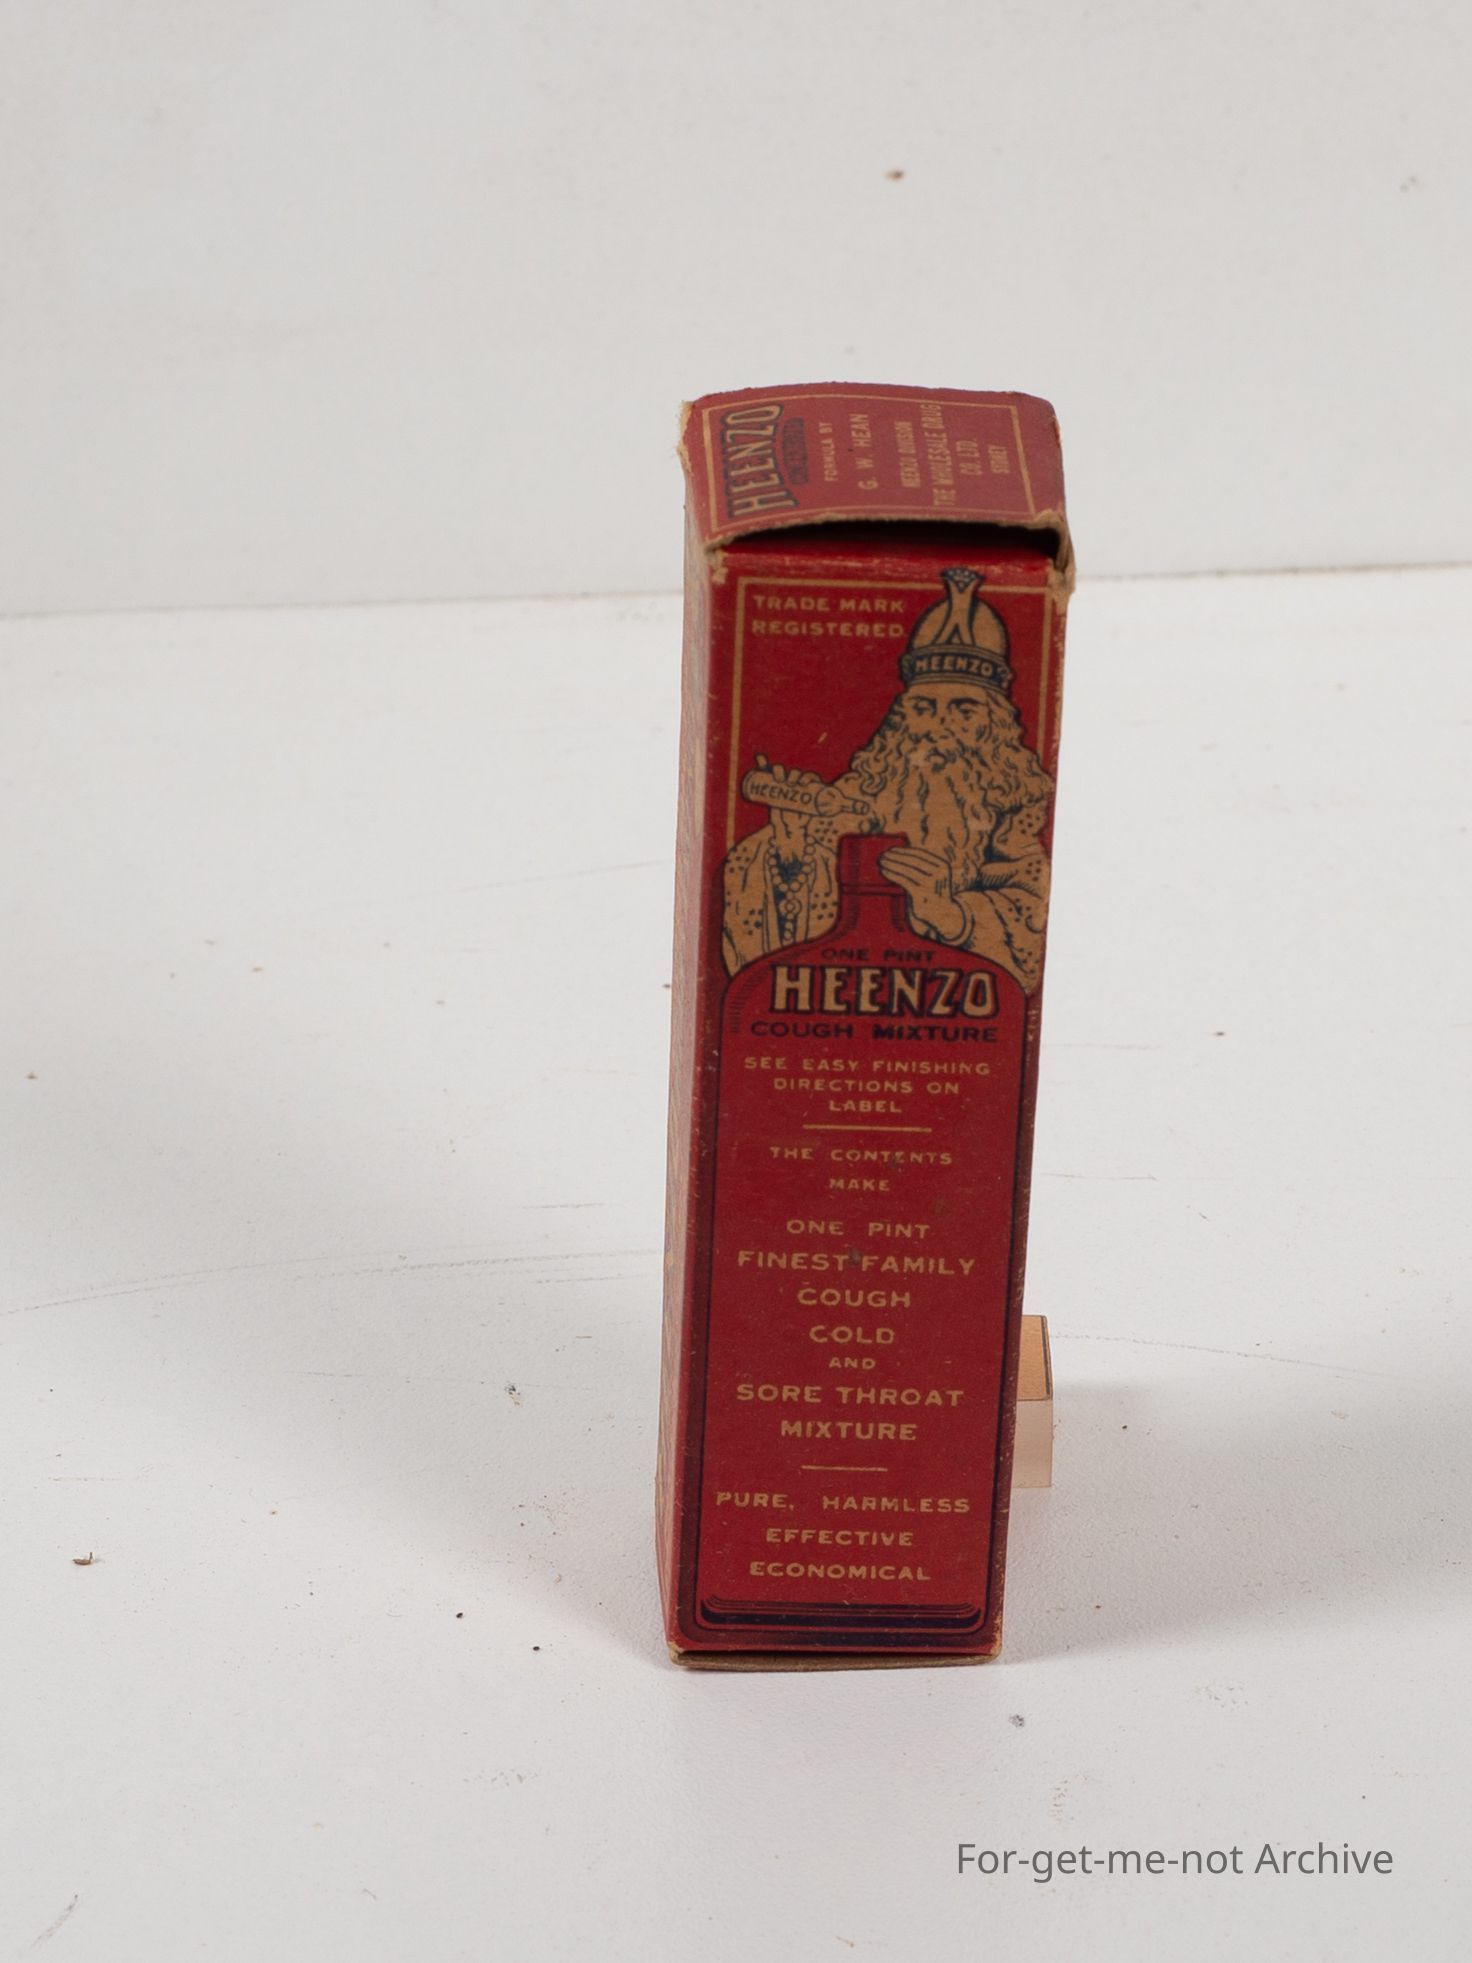 HEENZO
FORMULA BY
G. W. HEAN
HEENZO DIVISION
THE WHOLESALE DRUG
CO. LTD.
SYDNEY
TRADE MARK
REGISTERED
HEENZO
HEENZO
ONE PINT
HEENZO
COUGH MIXTURE
SEE EASY FINISHING
DIRECTIONS ON
LABEL
THE CONTENTS
MAKE
ONE PINT
FINEST FAMILY
COUGH
COLD
AND
SORE THROAT
MIXTURE
PURE, HARMLESS
EFFECTIVE
ECONOMICAL
For-get-me-not Archive